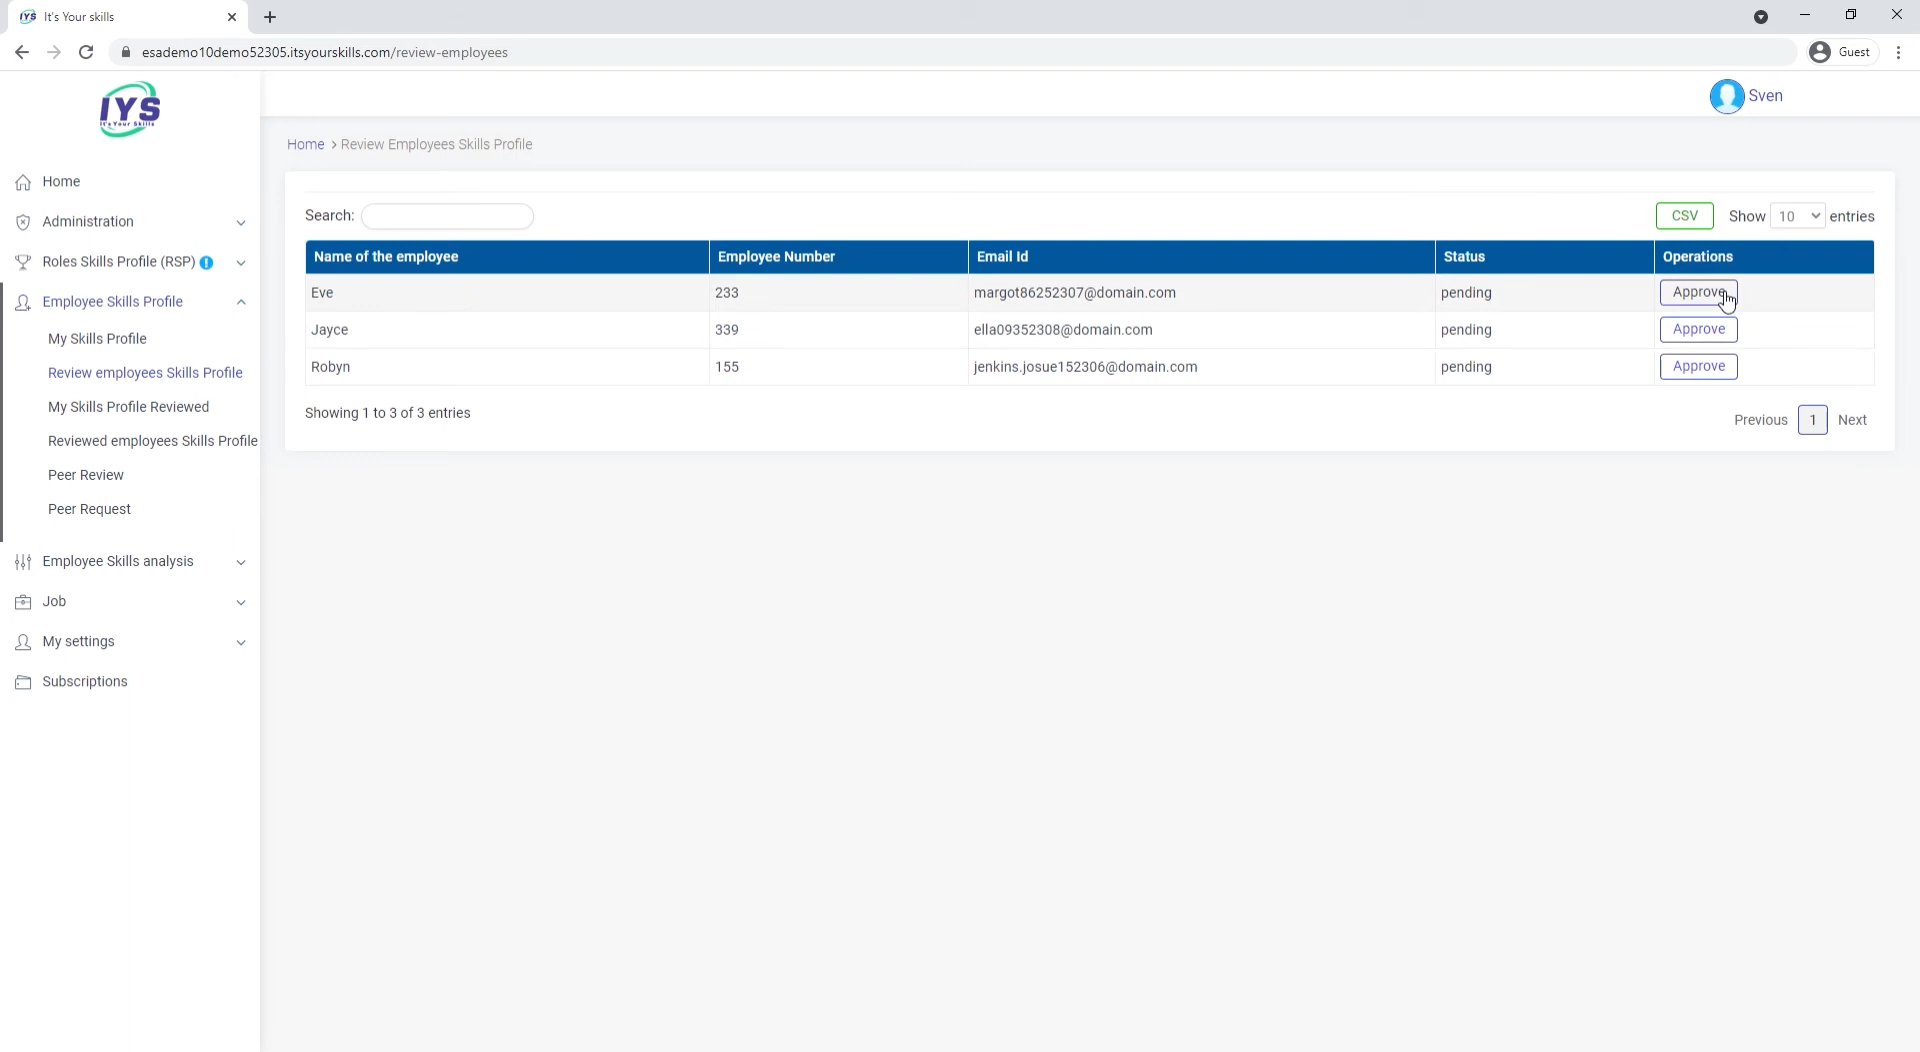 IYS It's Your skills
esademo10demo52305.itsyourskills.com/review-employees
Guest
IYS
It's Your Skills
Sven
Home > Review Employees Skills Profile
Home
Administration
Roles Skills Profile (RSP)
Employee Skills Profile
My Skills Profile
Review employees Skills Profile
My Skills Profile Reviewed
Reviewed employees Skills Profile
Peer Review
Peer Request
Employee Skills analysis
Job
My settings
Subscriptions
Search:
CSV Show 10 entries
Name of the employee Employee Number Email Id Status Operations
Eve 233 margot86252307@domain.com pending Approve
Jayce 339 ella09352308@domain.com pending Approve
Robyn 155 jenkins.josue152306@domain.com pending Approve
Showing 1 to 3 of 3 entries
Previous 1 Next